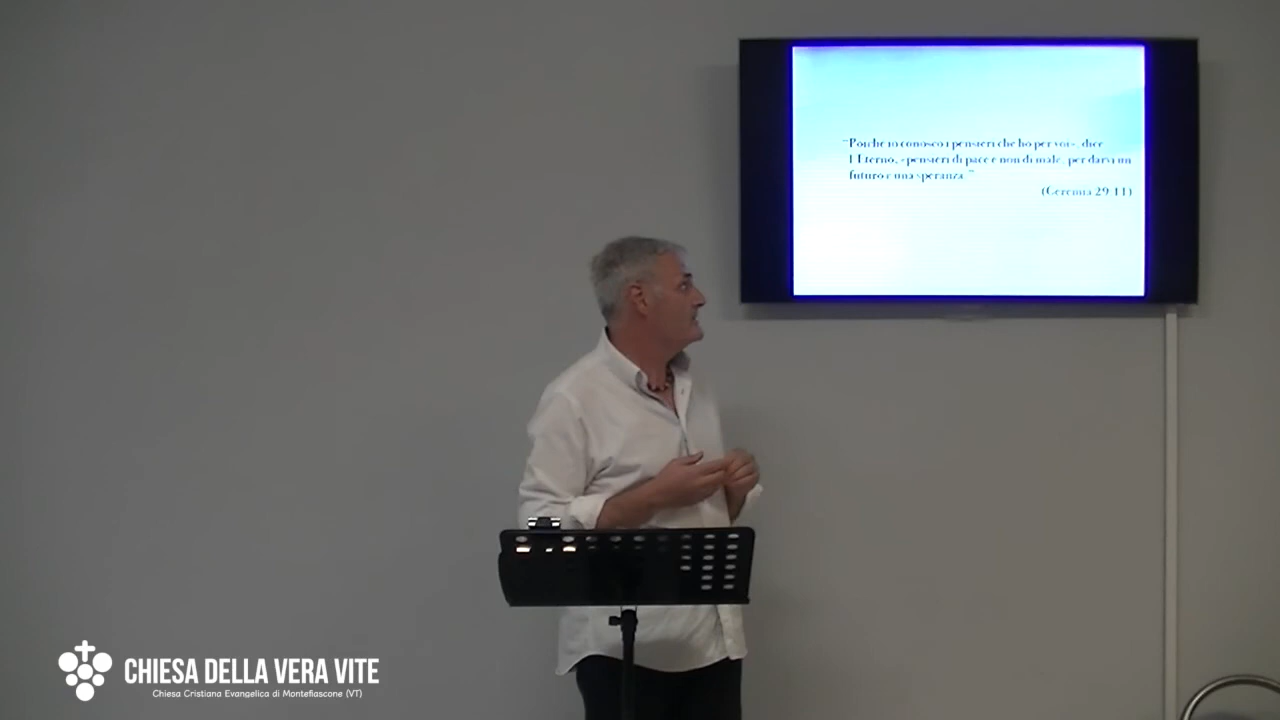 "Poiché io conosco i pensieri che ho per voi», dice
l'Eterno, «pensieri di pace e non di male, per darvi un
futuro e una speranza."
(Geremia 29:11)
CHIESA DELLA VERA VITE
Chiesa Cristiana Evangelica di Montefiascone (VT)